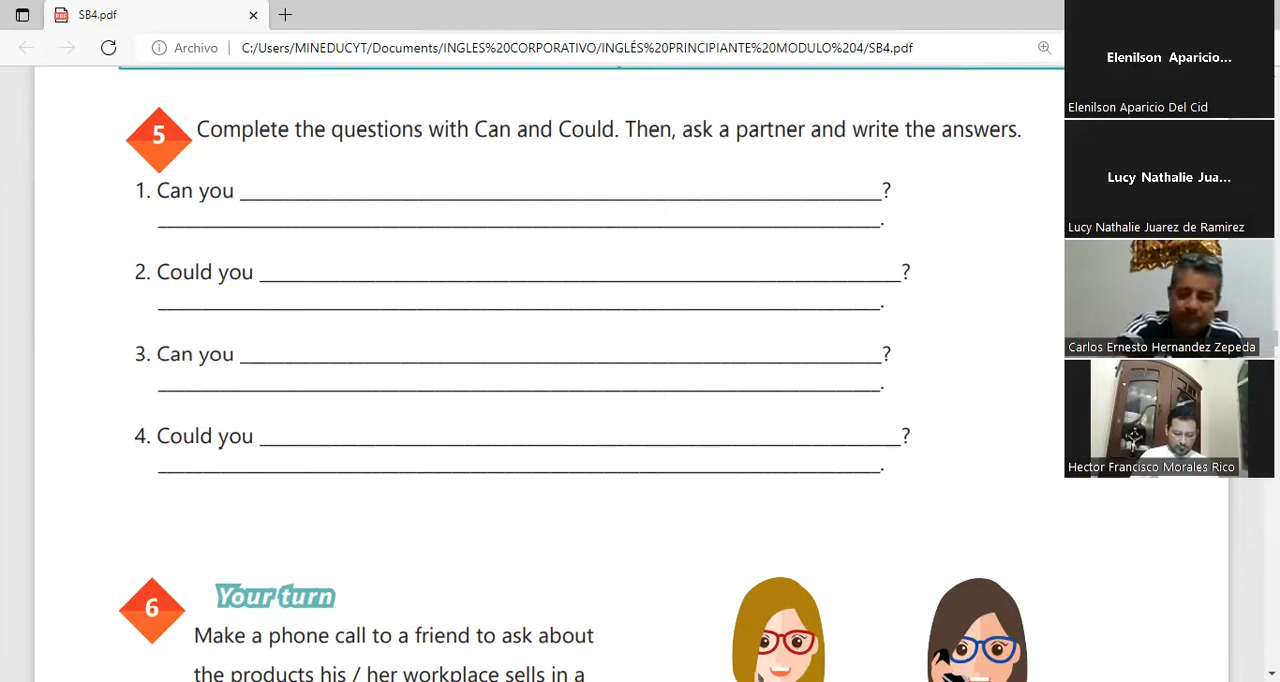 SB4.pdf
Archivo
C:/Users/MINEDUCYT/Documents/INGLES%20CORPORATIVO/INGLÉS%20PRINCIPIANTE%20MODULO%204/SB4.pdf
5 Complete the questions with Can and Could. Then, ask a partner and write the answers.
1. Can you ?
.
2. Could you ?
.
3. Can you ?
.
4. Could you ?
.
6 Your turn
Make a phone call to a friend to ask about
the products his / her workplace sells in a
Elenilson Aparicio...
Elenilson Aparicio Del Cid
Lucy Nathalie Jua...
Lucy Nathalie Juarez de Ramirez
Carlos Ernesto Hernandez Zepeda
Hector Francisco Morales Rico